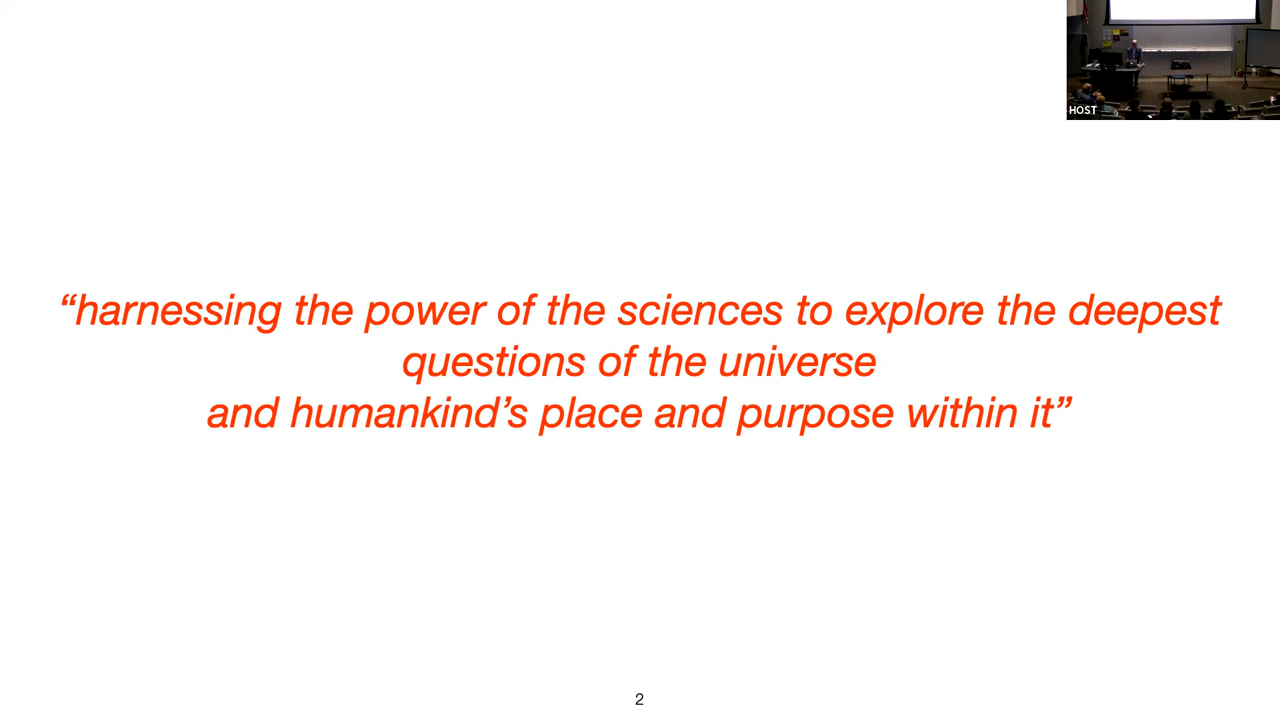 HOST
“harnessing the power of the sciences to explore the deepest
questions of the universe
and humankind’s place and purpose within it”
2